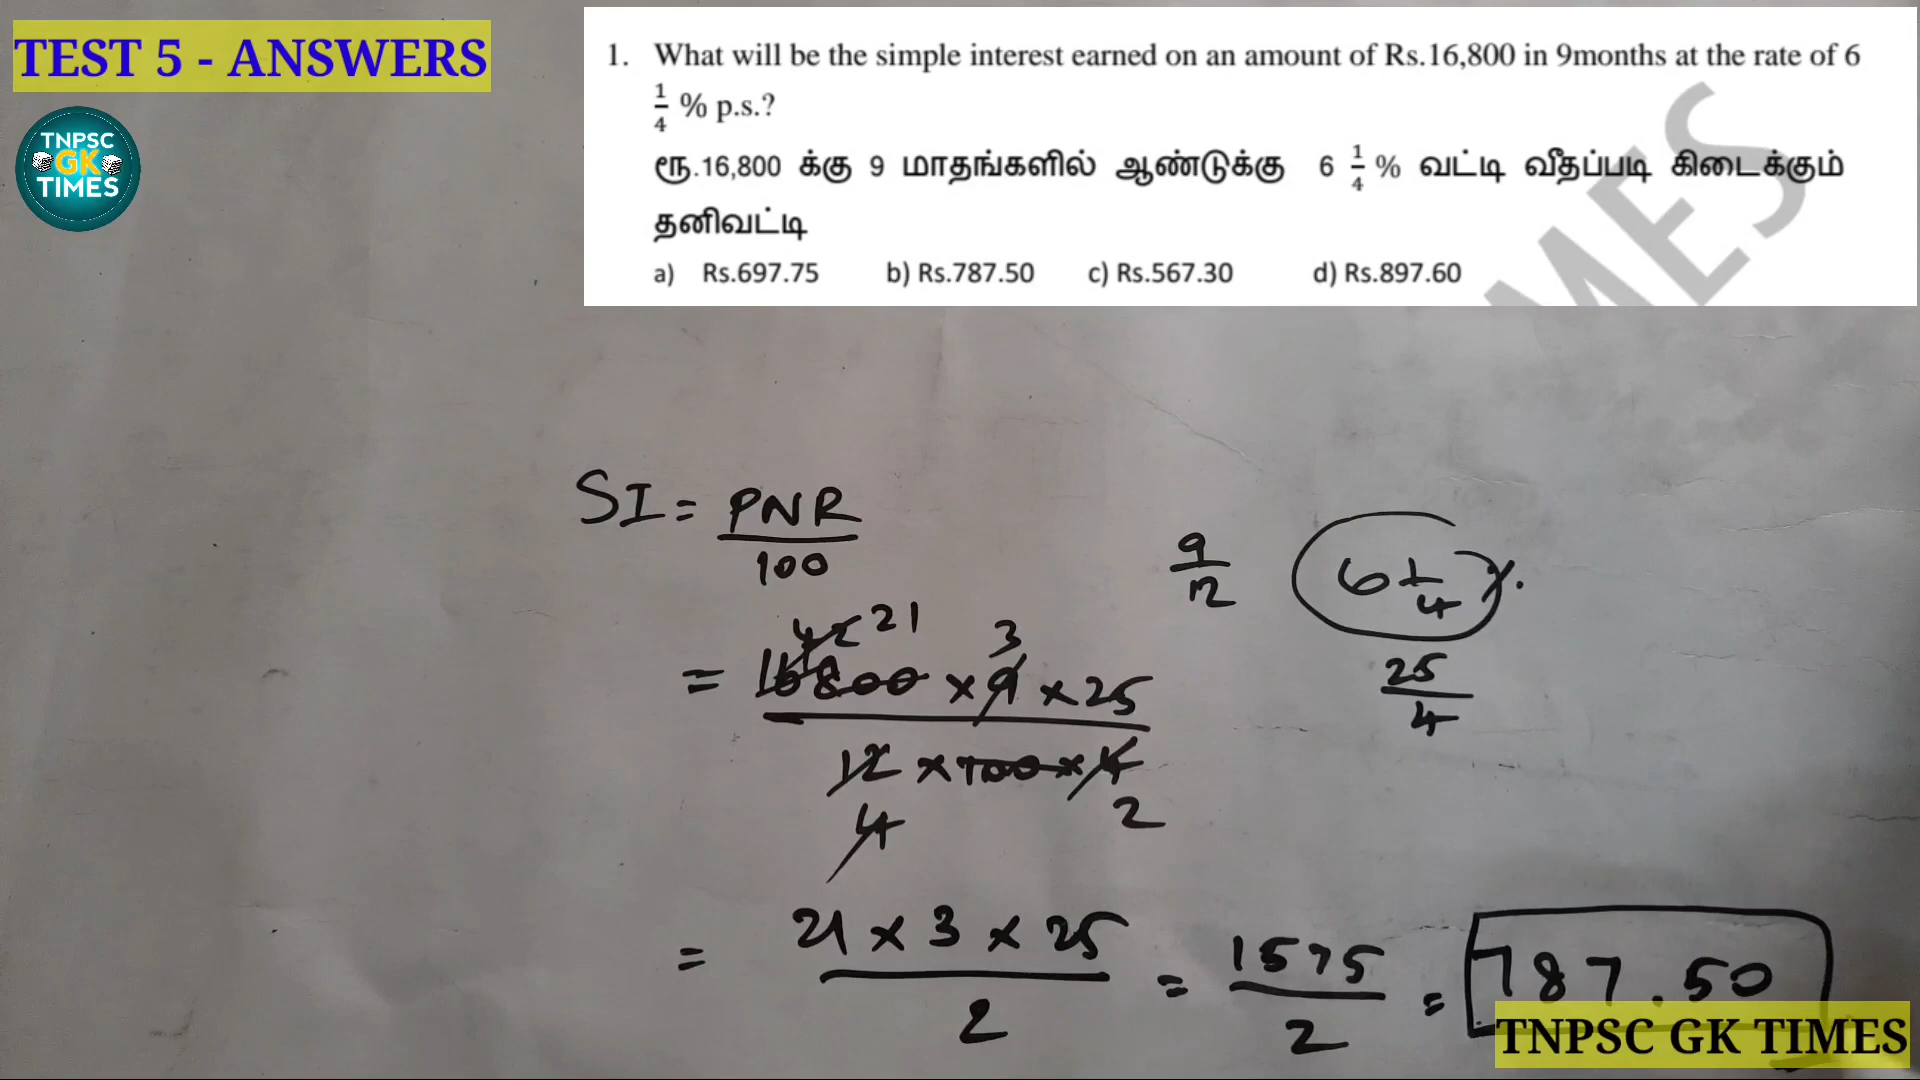 TEST 5 - ANSWERS
TNPSC
GK
TIMES
1. What will be the simple interest earned on an amount of Rs.16,800 in 9months at the rate of 6
1/4 % p.s.?
ரூ.16,800 க்கு 9 மாதங்களில் ஆண்டுக்கு 6 1/4 % வட்டி வீதப்படி கிடைக்கும்
தனிவட்டி
a) Rs.697.75 b) Rs.787.50 c) Rs.567.30 d) Rs.897.60
MES
SI = PNR/100
9/12 6 1/4 %.
25/4
42 21 3
= 16800 × 9 × 25
12 × 100 × 4
4 2
= 21 × 3 × 25 / 2 = 1575/2 = 787.50
TNPSC GK TIMES